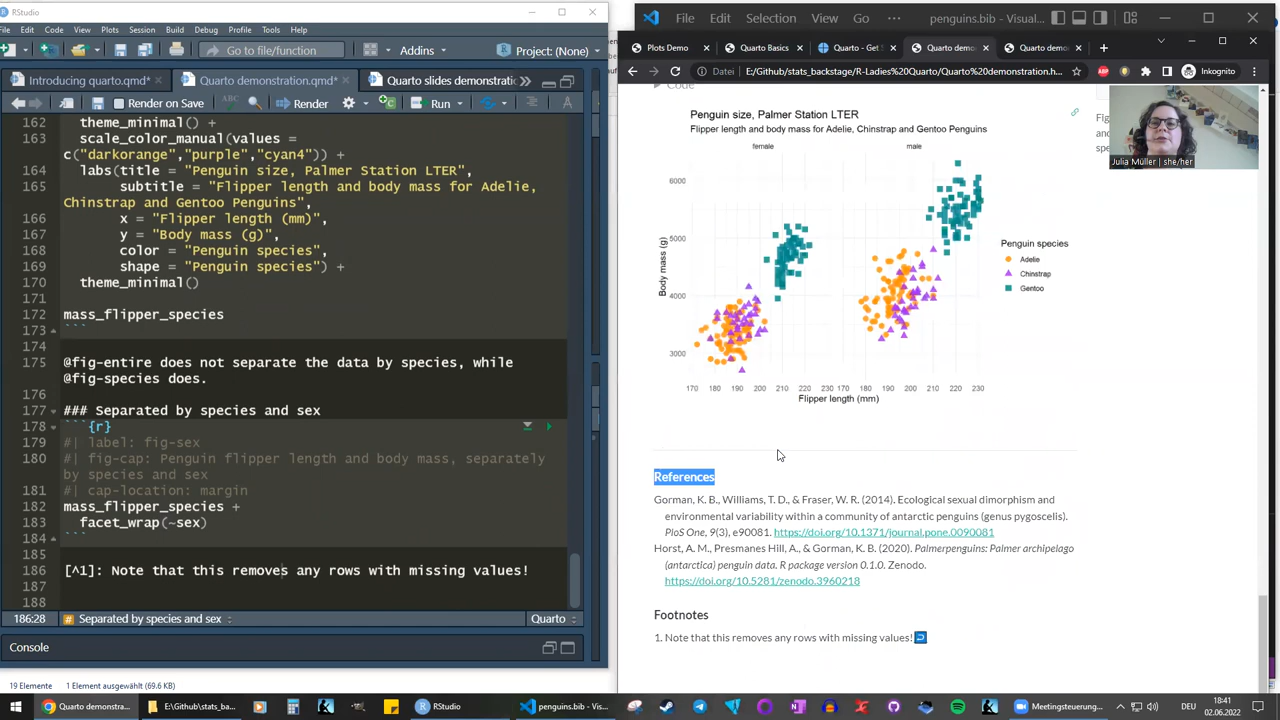 RStudio
File
Edit
Code
View
Plots
Session
Build
Debug
Profile
Tools
Help
Go to file/function
Addins
Project: (None)
Introducing quarto.qmd*
Quarto demonstration.qmd*
Quarto slides demonstration
Render on Save
ABC
Render
Run
162 theme_minimal() +
163 scale_color_manual(values =
c("darkorange","purple","cyan4")) +
164 labs(title = "Penguin size, Palmer Station LTER",
165 subtitle = "Flipper length and body mass for Adelie,
Chinstrap and Gentoo Penguins",
166 x = "Flipper length (mm)",
167 y = "Body mass (g)",
168 color = "Penguin species",
169 shape = "Penguin species") +
170 theme_minimal()
171
172 mass_flipper_species
173 ```
174
175 @fig-entire does not separate the data by species, while
@fig-species does.
176
177 ### Separated by species and sex
178 ```{r}
179 #| label: fig-sex
180 #| fig-cap: Penguin flipper length and body mass, separately
by species and sex
181 #| cap-location: margin
182 mass_flipper_species +
183 facet_wrap(~sex)
184 ```
185
186 [^1]: Note that this removes any rows with missing values!
187
188
186:28
Separated by species and sex
Quarto
Console
19 Elemente
1 Element ausgewählt (69.6 KB)
File
Edit
Selection
View
Go
penguins.bib - Visual...
Plots Demo
Quarto Basics
Quarto - Get S
Quarto demon
Quarto demo
Datei
E:/Github/stats_backstage/R-Ladies%20Quarto/Quarto%20demonstration.h...
ABP
Inkognito
Code
Penguin size, Palmer Station LTER
Flipper length and body mass for Adelie, Chinstrap and Gentoo Penguins
female
male
6000
5000
4000
3000
Body mass (g)
170 180 190 200 210 220 230 170 180 190 200 210 220 230
Flipper length (mm)
Penguin species
Adelie
Chinstrap
Gentoo
Fig
and
spe
Julia Müller | she/her
References
Gorman, K. B., Williams, T. D., & Fraser, W. R. (2014). Ecological sexual dimorphism and
environmental variability within a community of antarctic penguins (genus pygoscelis).
PloS One, 9(3), e90081. https://doi.org/10.1371/journal.pone.0090081
Horst, A. M., Presmanes Hill, A., & Gorman, K. B. (2020). Palmerpenguins: Palmer archipelago
(antarctica) penguin data. R package version 0.1.0. Zenodo.
https://doi.org/10.5281/zenodo.3960218
Footnotes
1. Note that this removes any rows with missing values!
Quarto demonstra...
E:\Github\stats_ba...
RStudio
penguins.bib - Vis...
Meetingsteuerung...
DEU
18:41
02.06.2022